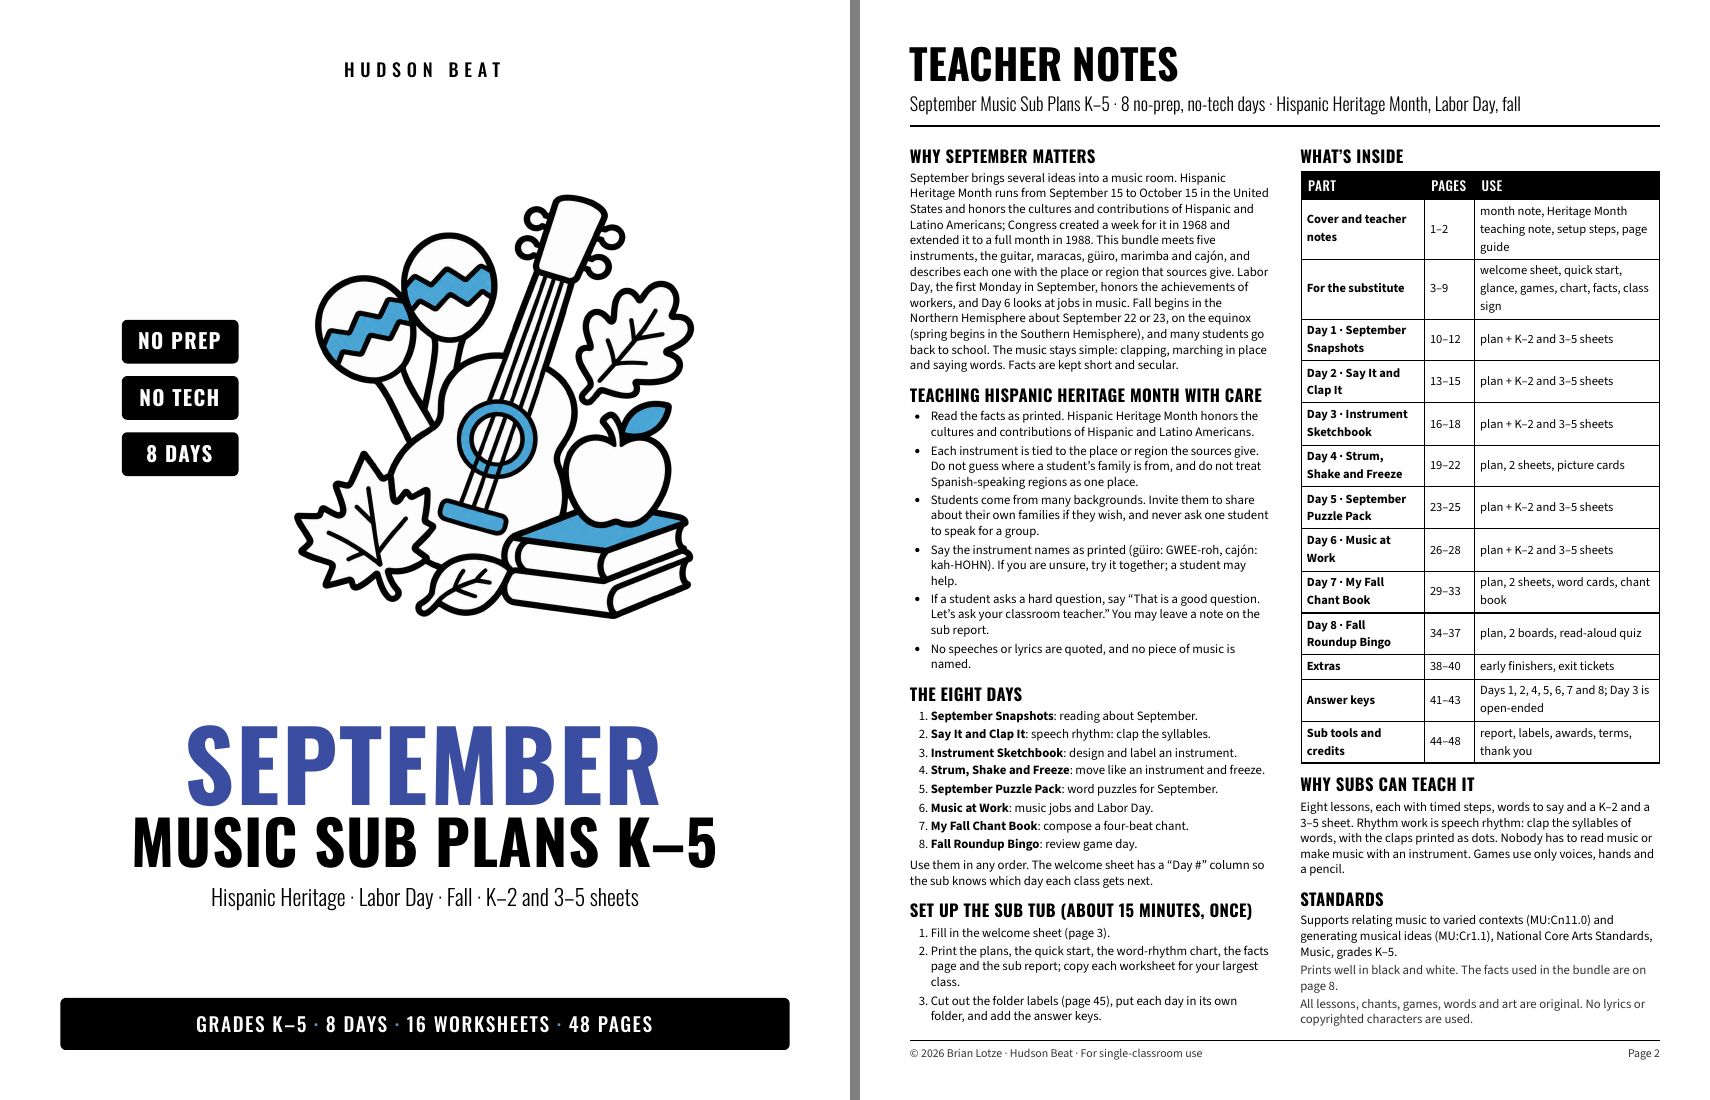 HUDSON BEAT
NO PREP
NO TECH
8 DAYS
SEPTEMBER
MUSIC SUB PLANS K–5
Hispanic Heritage · Labor Day · Fall · K–2 and 3–5 sheets
GRADES K–5 · 8 DAYS · 16 WORKSHEETS · 48 PAGES
TEACHER NOTES
September Music Sub Plans K–5 · 8 no-prep, no-tech days · Hispanic Heritage Month, Labor Day, fall
WHY SEPTEMBER MATTERS
September brings several ideas into a music room. Hispanic
Heritage Month runs from September 15 to October 15 in the United
States and honors the cultures and contributions of Hispanic and
Latino Americans; Congress created a week for it in 1968 and
extended it to a full month in 1988. This bundle meets five
instruments, the guitar, maracas, güiro, marimba and cajón, and
describes each one with the place or region that sources give. Labor
Day, the first Monday in September, honors the achievements of
workers, and Day 6 looks at jobs in music. Fall begins in the
Northern Hemisphere about September 22 or 23, on the equinox
(spring begins in the Southern Hemisphere), and many students go
back to school. The music stays simple: clapping, marching in place
and saying words. Facts are kept short and secular.
TEACHING HISPANIC HERITAGE MONTH WITH CARE
• Read the facts as printed. Hispanic Heritage Month honors the
cultures and contributions of Hispanic and Latino Americans.
• Each instrument is tied to the place or region the sources give.
Do not guess where a student's family is from, and do not treat
Spanish-speaking regions as one place.
• Students come from many backgrounds. Invite them to share
about their own families if they wish, and never ask one student
to speak for a group.
• Say the instrument names as printed (güiro: GWEE-roh, cajón:
kah-HOHN). If you are unsure, try it together; a student may
help.
• If a student asks a hard question, say “That is a good question.
Let’s ask your classroom teacher.” You may leave a note on the
sub report.
• No speeches or lyrics are quoted, and no piece of music is
named.
THE EIGHT DAYS
1. September Snapshots: reading about September.
2. Say It and Clap It: speech rhythm: clap the syllables.
3. Instrument Sketchbook: design and label an instrument.
4. Strum, Shake and Freeze: move like an instrument and freeze.
5. September Puzzle Pack: word puzzles for September.
6. Music at Work: music jobs and Labor Day.
7. My Fall Chant Book: compose a four-beat chant.
8. Fall Roundup Bingo: review game day.
Use them in any order. The welcome sheet has a “Day #” column so
the sub knows which day each class gets next.
SET UP THE SUB TUB (ABOUT 15 MINUTES, ONCE)
1. Fill in the welcome sheet (page 3).
2. Print the plans, the quick start, the word-rhythm chart, the facts
page and the sub report; copy each worksheet for your largest
class.
3. Cut out the folder labels (page 45), put each day in its own
folder, and add the answer keys.
WHAT’S INSIDE
PART PAGES USE
Cover and teacher notes 1–2 month note, Heritage Month teaching note, setup steps, page guide
For the substitute 3–9 welcome sheet, quick start, glance, games, chart, facts, class sign
Day 1 · September Snapshots 10–12 plan + K–2 and 3–5 sheets
Day 2 · Say It and Clap It 13–15 plan + K–2 and 3–5 sheets
Day 3 · Instrument Sketchbook 16–18 plan + K–2 and 3–5 sheets
Day 4 · Strum, Shake and Freeze 19–22 plan, 2 sheets, picture cards
Day 5 · September Puzzle Pack 23–25 plan + K–2 and 3–5 sheets
Day 6 · Music at Work 26–28 plan + K–2 and 3–5 sheets
Day 7 · My Fall Chant Book 29–33 plan, 2 sheets, word cards, chant book
Day 8 · Fall Roundup Bingo 34–37 plan, 2 boards, read-aloud quiz
Extras 38–40 early finishers, exit tickets
Answer keys 41–43 Days 1, 2, 4, 5, 6, 7 and 8; Day 3 is open-ended
Sub tools and credits 44–48 report, labels, awards, terms, thank you
WHY SUBS CAN TEACH IT
Eight lessons, each with timed steps, words to say and a K–2 and a
3–5 sheet. Rhythm work is speech rhythm: clap the syllables of
words, with the claps printed as dots. Nobody has to read music or
make music with an instrument. Games use only voices, hands and
a pencil.
STANDARDS
Supports relating music to varied contexts (MU:Cn11.0) and
generating musical ideas (MU:Cr1.1), National Core Arts Standards,
Music, grades K–5.
Prints well in black and white. The facts used in the bundle are on
page 8.
All lessons, chants, games, words and art are original. No lyrics or
copyrighted characters are used.
© 2026 Brian Lotze · Hudson Beat · For single-classroom use
Page 2